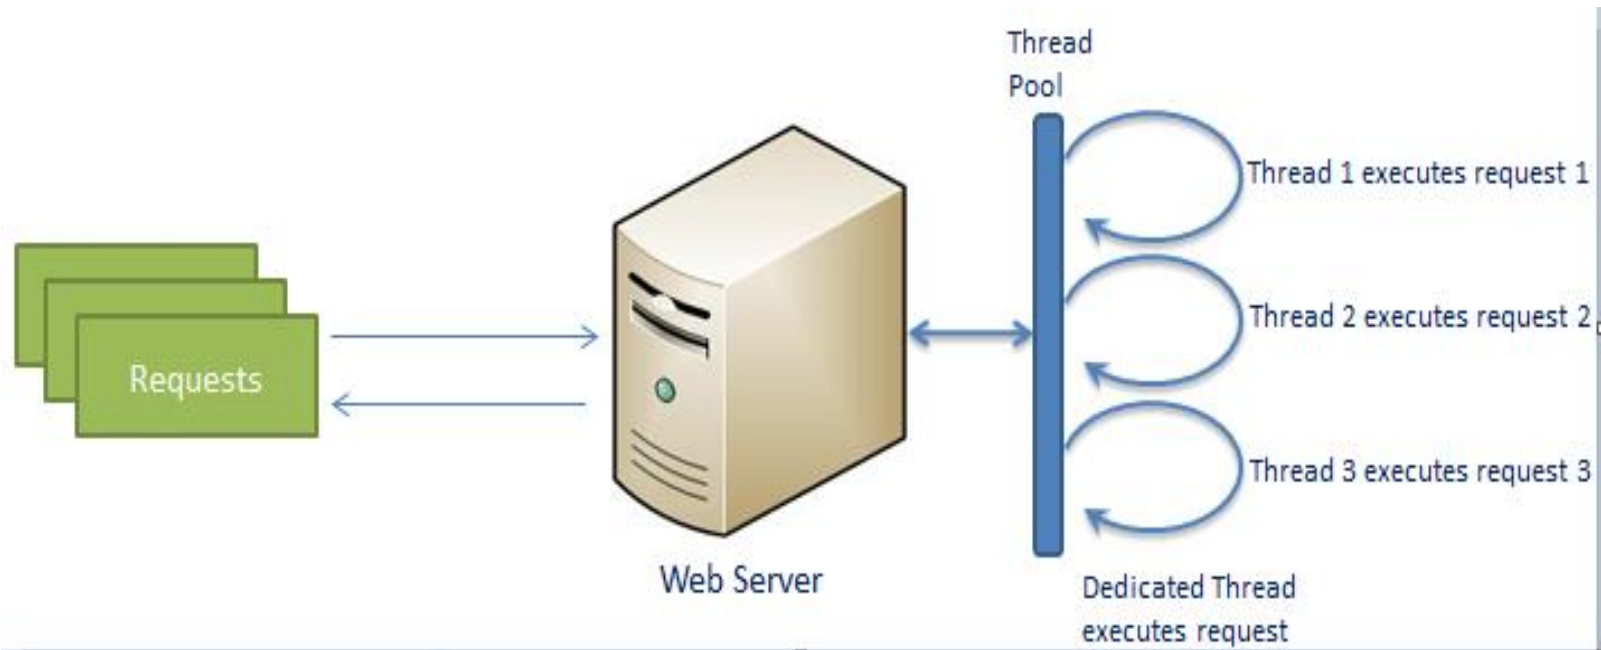 Thread
Pool
Thread 1 executes request 1
Thread 2 executes request 2
Requests
Thread 3 executes request 3
Web Server
Dedicated Thread
executes request